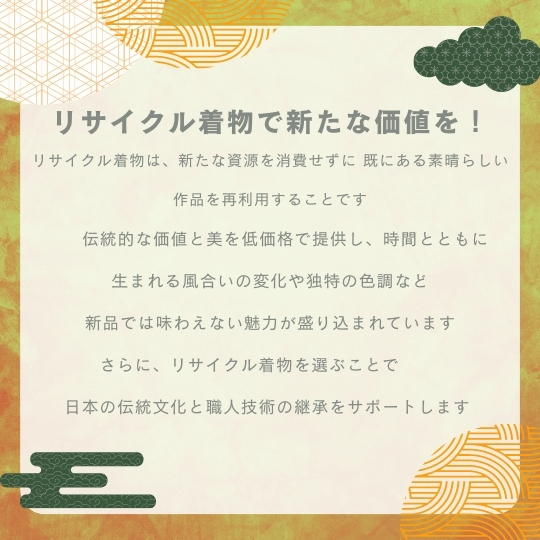 リサイクル着物で新たな価値を！
リサイクル着物は、新たな資源を消費せずに 既にある素晴らしい
作品を再利用することです
伝統的な価値と美を低価格で提供し、時間とともに
生まれる風合いの変化や独特の色調など
新品では味わえない魅力が盛り込まれています
さらに、リサイクル着物を選ぶことで
日本の伝統文化と職人技術の継承をサポートします